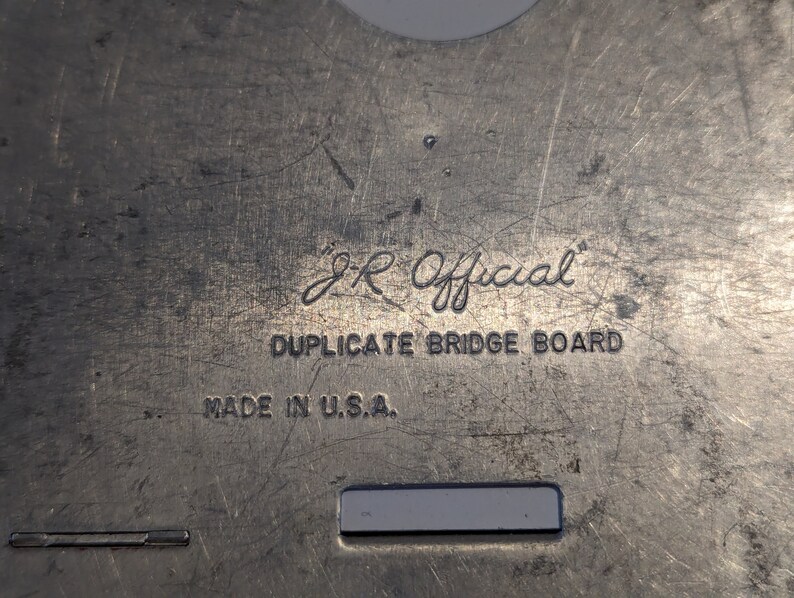 "J-R Official"
DUPLICATE BRIDGE BOARD
MADE IN U.S.A.